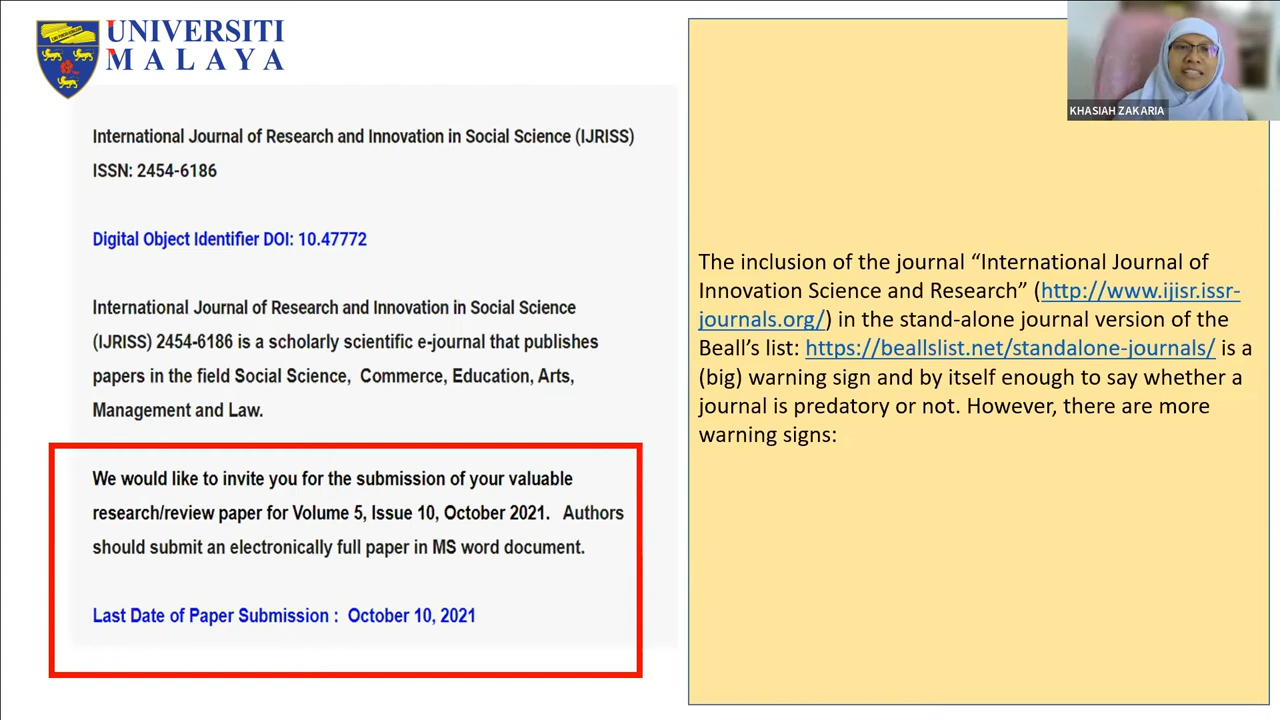 UNIVERSITI
MALAYA
International Journal of Research and Innovation in Social Science (IJRISS)
ISSN: 2454-6186
Digital Object Identifier DOI: 10.47772
International Journal of Research and Innovation in Social Science
(IJRISS) 2454-6186 is a scholarly scientific e-journal that publishes
papers in the field Social Science, Commerce, Education, Arts,
Management and Law.
We would like to invite you for the submission of your valuable
research/review paper for Volume 5, Issue 10, October 2021. Authors
should submit an electronically full paper in MS word document.
Last Date of Paper Submission : October 10, 2021
The inclusion of the journal “International Journal of
Innovation Science and Research” (http://www.ijisr.issr-
journals.org/) in the stand-alone journal version of the
Beall’s list: https://beallslist.net/standalone-journals/ is a
(big) warning sign and by itself enough to say whether a
journal is predatory or not. However, there are more
warning signs:
KHASIAH ZAKARIA